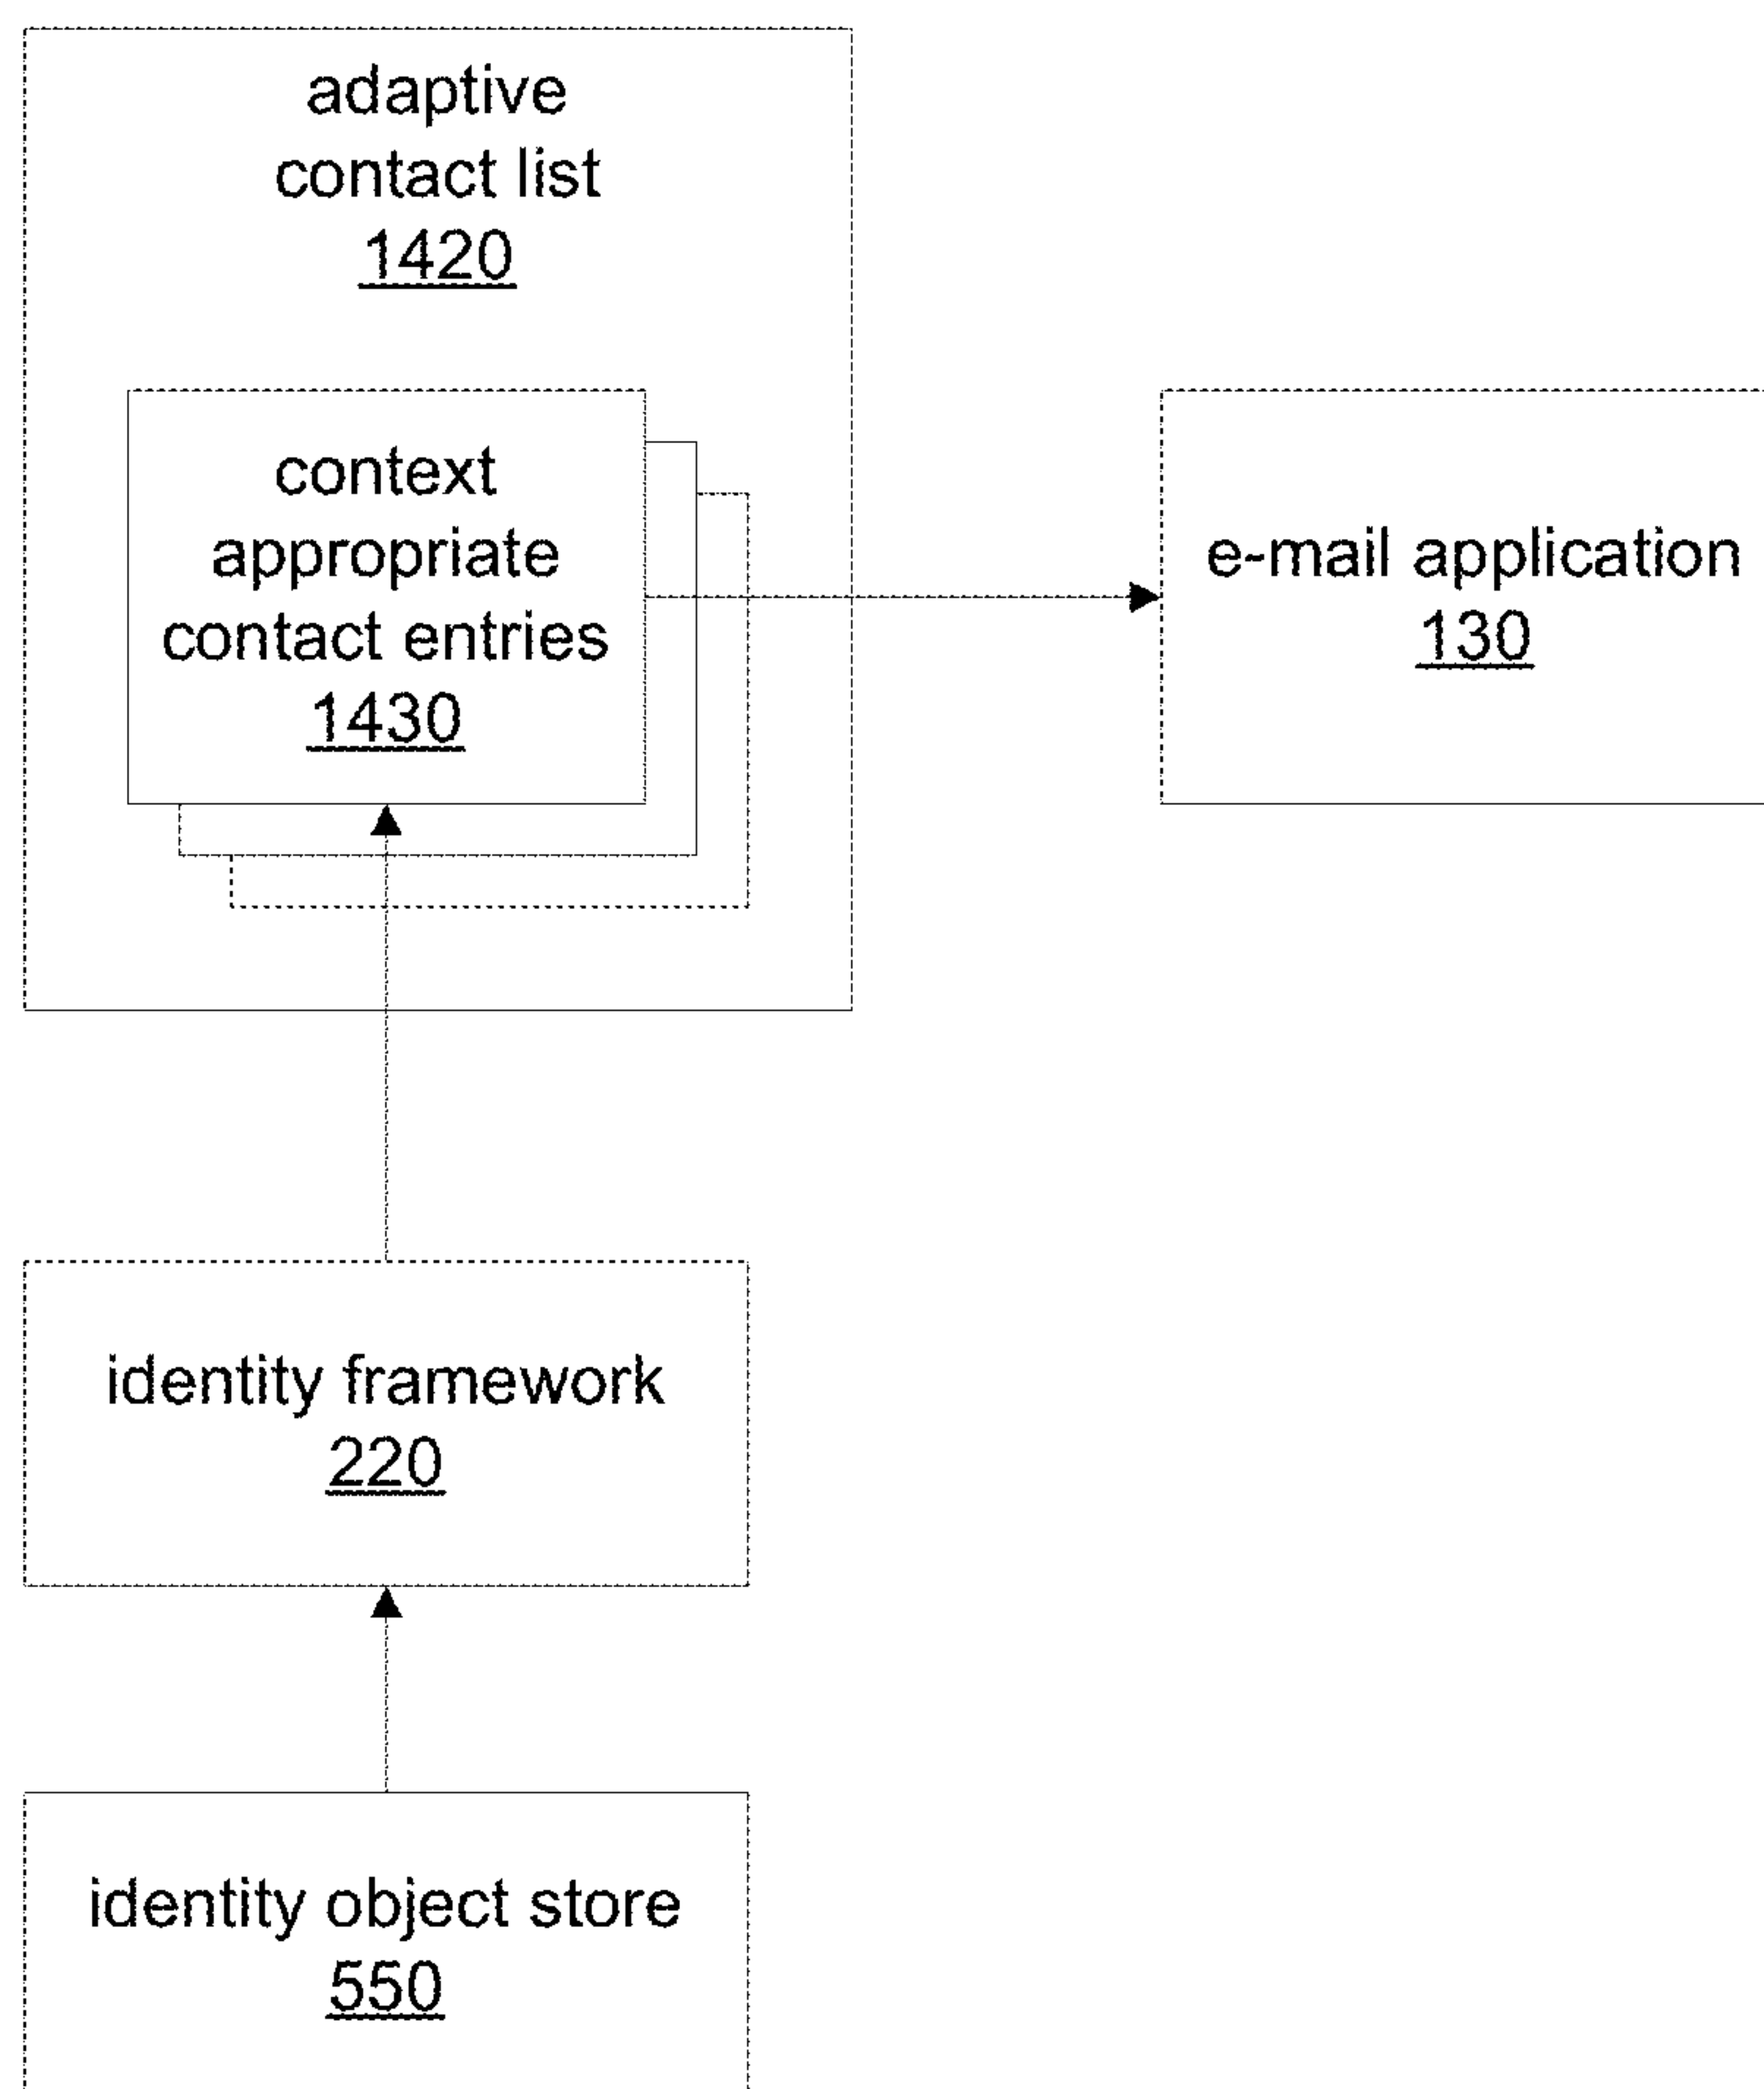 adaptive
contact list
1420
context
appropriate
contact entries
1430
e-mail application
130
identity framework
220
identity object store
550